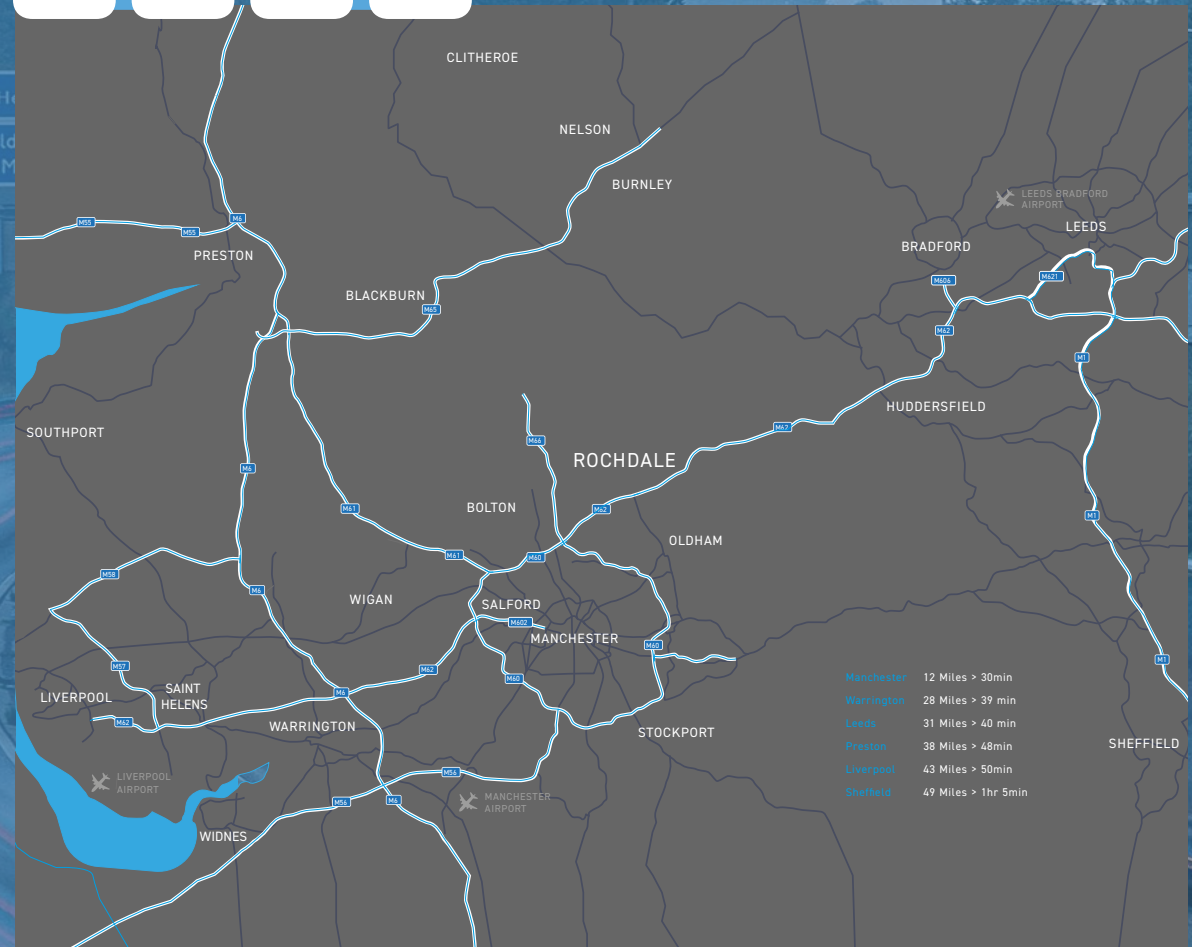 CLITHEROE
NELSON
BURNLEY
LEEDS BRADFORD
AIRPORT
LEEDS
M55
M55
M6
BRADFORD
PRESTON
M606
M621
BLACKBURN
M65
M62
M1
HUDDERSFIELD
SOUTHPORT
M66
M67
ROCHDALE
M6
BOLTON
M61
M62
M1
OLDHAM
M61
M60
M58
M6
WIGAN
SALFORD
M602
MANCHESTER
M60
M57
M62
M60
M1
LIVERPOOL
SAINT
HELENS
M6
M62
WARRINGTON
STOCKPORT
SHEFFIELD
Manchester 12 Miles > 30min
Warrington 28 Miles > 39 min
Leeds 31 Miles > 40 min
Preston 38 Miles > 48min
Liverpool 43 Miles > 50min
Sheffield 49 Miles > 1hr 5min
LIVERPOOL
AIRPORT
M56
M56
M6
MANCHESTER
AIRPORT
WIDNES